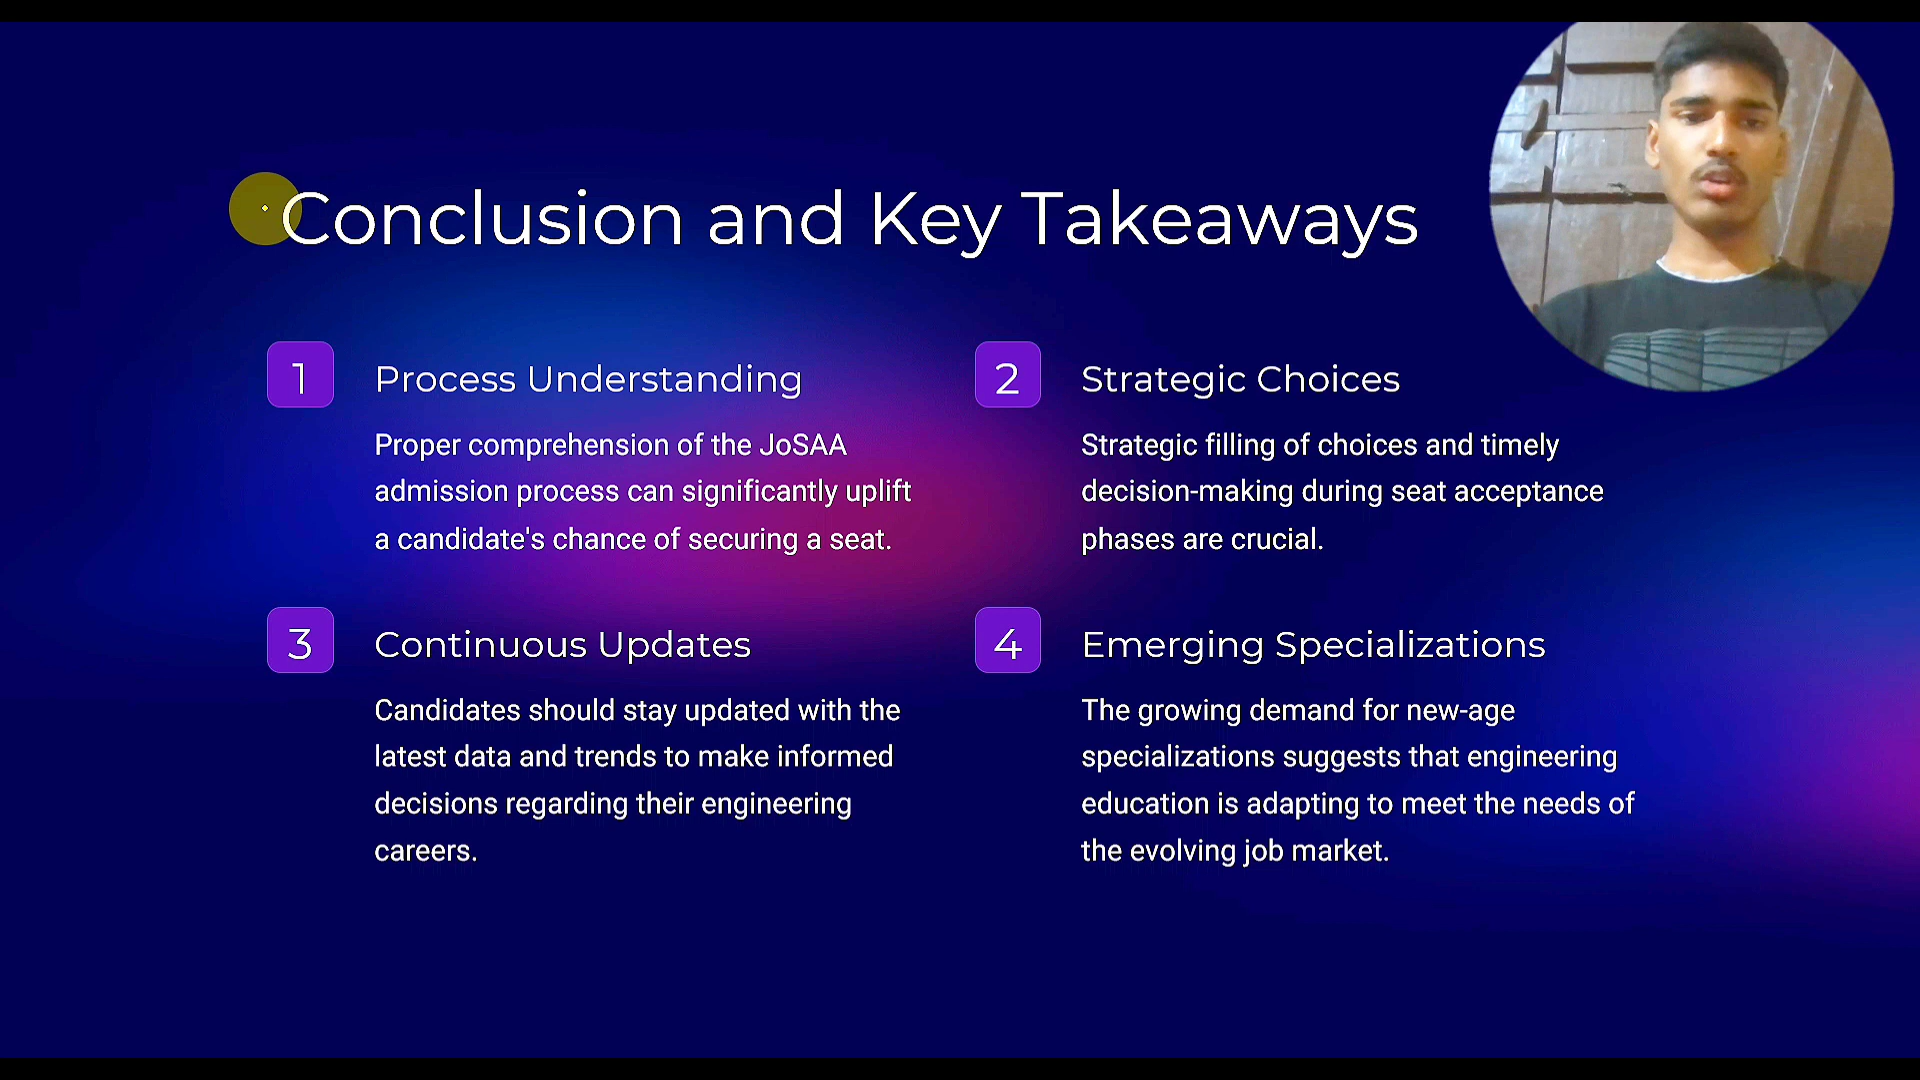 Conclusion and Key Takeaways
1
Process Understanding
Proper comprehension of the JoSAA
admission process can significantly uplift
a candidate's chance of securing a seat.
2
Strategic Choices
Strategic filling of choices and timely
decision-making during seat acceptance
phases are crucial.
3
Continuous Updates
Candidates should stay updated with the
latest data and trends to make informed
decisions regarding their engineering
careers.
4
Emerging Specializations
The growing demand for new-age
specializations suggests that engineering
education is adapting to meet the needs of
the evolving job market.